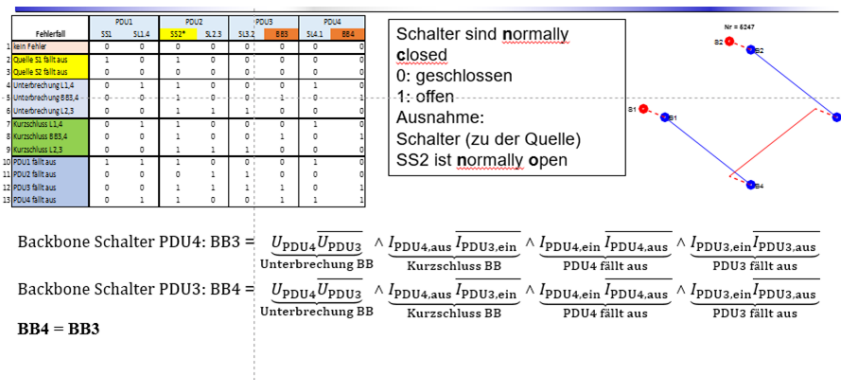 PDU1 PDU2 PDU3 PDU4
Fehlerfall SS1 SL1.4 SS2* SL2.3 SL3.2 BB3 SL4.1 BB4
1 kein Fehler 0 0 0 0 0 0 0 0
2 Quelle S1 fällt aus 1 0 1 0 0 0 0 0
3 Quelle S2 fällt aus 0 0 0 0 0 0 0 0
4 Unterbrechung L1,4 0 1 1 0 0 0 1 0
5 Unterbrechung BB3,4 0 0 1 0 0 1 0 1
6 Unterbrechung L2,3 0 0 1 1 1 0 0 0
7 Kurzschluss L1,4 0 1 1 0 0 0 1 0
8 Kurzschluss BB3,4 0 0 1 0 0 1 0 1
9 Kurzschluss L2,3 0 0 1 1 1 0 0 0
10 PDU1 fällt aus 1 1 1 0 0 0 1 0
11 PDU2 fällt aus 0 0 0 1 1 0 0 0
12 PDU3 fällt aus 0 0 1 1 1 1 0 1
13 PDU4 fällt aus 0 1 1 0 0 1 1 1
Schalter sind normally
closed
0: geschlossen
1: offen
Ausnahme:
Schalter (zu der Quelle)
SS2 ist normally open
Nr = 8247
S2
B2
S1
B1
B4
Backbone Schalter PDU4: BB3 = U_PDU4 U̅_PDU3 ∧ I_PDU4,aus I̅_PDU3,ein ∧ I_PDU4,ein I̅_PDU4,aus ∧ I_PDU3,ein I̅_PDU3,aus
Unterbrechung BB Kurzschluss BB PDU4 fällt aus PDU3 fällt aus
Backbone Schalter PDU3: BB4 = U_PDU4 U̅_PDU3 ∧ I_PDU4,aus I̅_PDU3,ein ∧ I_PDU4,ein I̅_PDU4,aus ∧ I_PDU3,ein I̅_PDU3,aus
Unterbrechung BB Kurzschluss BB PDU4 fällt aus PDU3 fällt aus
BB4 = BB3